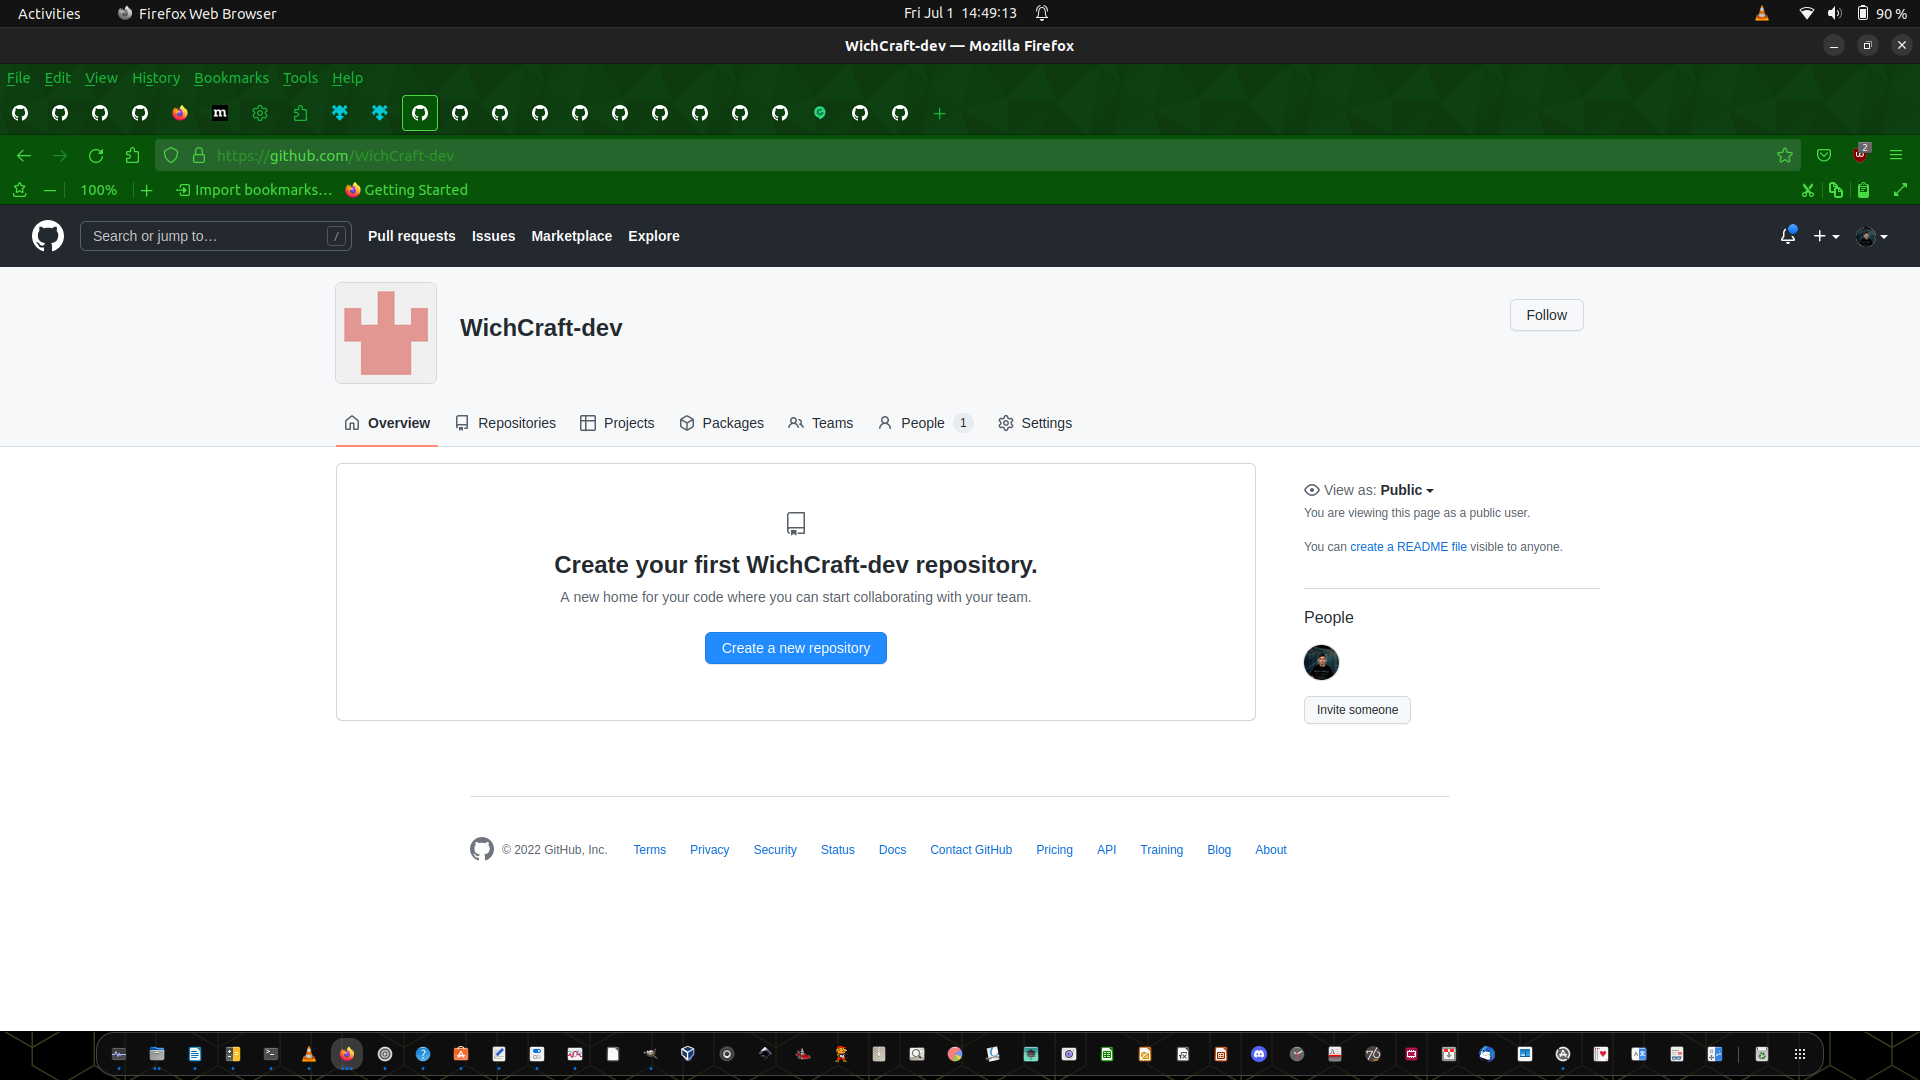 Activities Firefox Web Browser Fri Jul 1 14:49:13 90 %
WichCraft-dev — Mozilla Firefox
File Edit View History Bookmarks Tools Help
m
https://github.com/WichCraft-dev 2
100% Import bookmarks… Getting Started
Search or jump to… / Pull requests Issues Marketplace Explore
WichCraft-dev
Follow
Overview Repositories Projects Packages Teams People 1 Settings
View as: Public
You are viewing this page as a public user.
You can create a README file visible to anyone.
Create your first WichCraft-dev repository.
A new home for your code where you can start collaborating with your team.
Create a new repository
People
Invite someone
© 2022 GitHub, Inc. Terms Privacy Security Status Docs Contact GitHub Pricing API Training Blog About